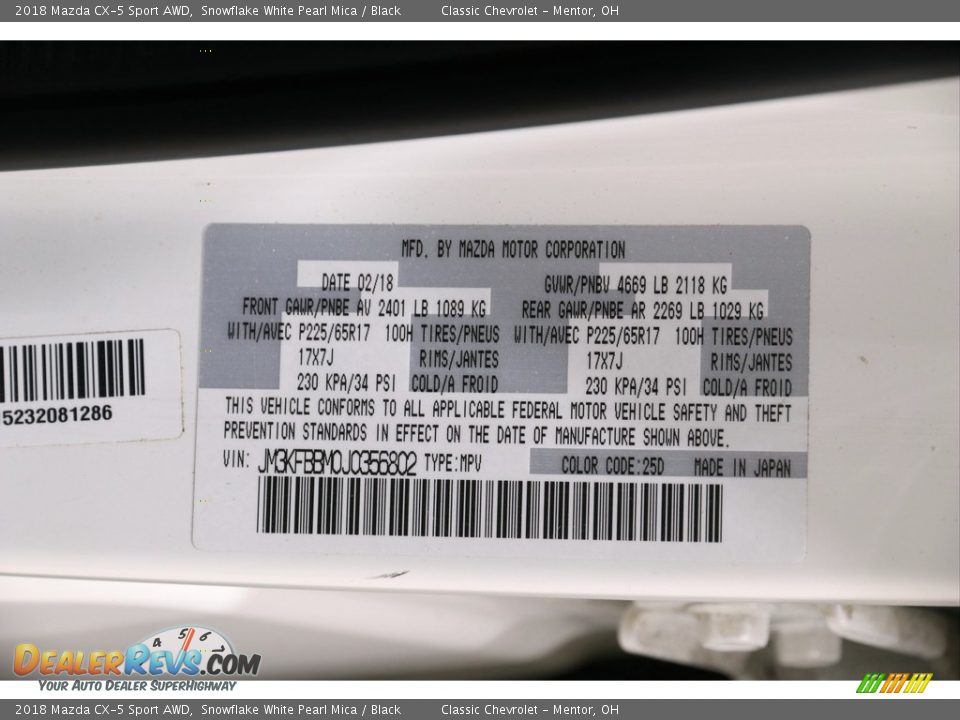 2018 Mazda CX-5 Sport AWD, Snowflake White Pearl Mica / Black Classic Chevrolet - Mentor, OH
MFD. BY MAZDA MOTOR CORPORATION
DATE 02/18 GVWR/PNBV 4669 LB 2118 KG
FRONT GAWR/PNBE AV 2401 LB 1089 KG REAR GAWR/PNBE AR 2269 LB 1029 KG
WITH/AVEC P225/65R17 100H TIRES/PNEUS WITH/AVEC P225/65R17 100H TIRES/PNEUS
17X7J RIMS/JANTES 17X7J RIMS/JANTES
230 KPA/34 PSI COLD/A FROID 230 KPA/34 PSI COLD/A FROID
THIS VEHICLE CONFORMS TO ALL APPLICABLE FEDERAL MOTOR VEHICLE SAFETY AND THEFT
PREVENTION STANDARDS IN EFFECT ON THE DATE OF MANUFACTURE SHOWN ABOVE.
VIN: JM3KFBBM0J0356802 TYPE:MPV COLOR CODE:25D MADE IN JAPAN
5232081286
4 5 6
DealerRevs.com
Your Auto Dealer SuperHighway
2018 Mazda CX-5 Sport AWD, Snowflake White Pearl Mica / Black Classic Chevrolet - Mentor, OH